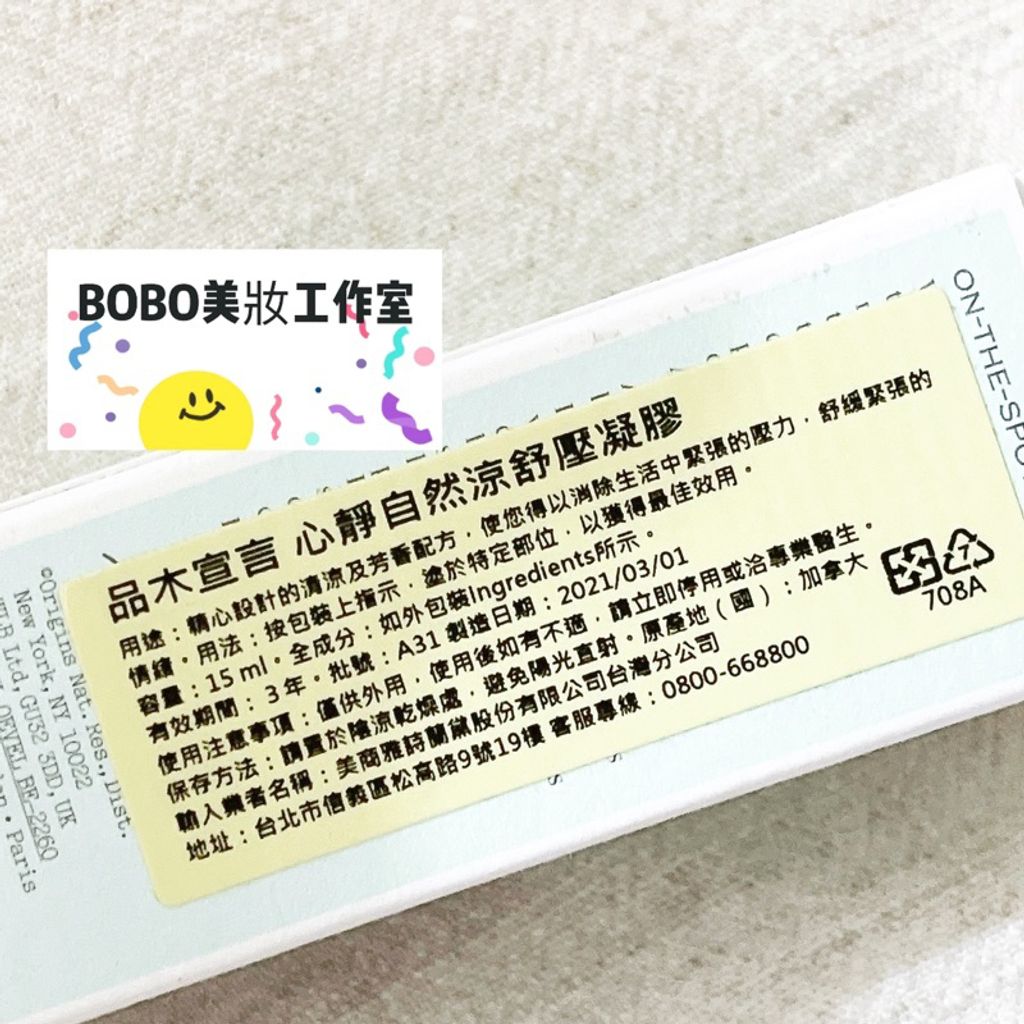 BOBO美妝工作室
ON-THE-SPO
品木宣言 心靜自然涼舒壓凝膠
用途：精心設計的清涼及芳香配方，使您得以消除生活中緊張的壓力，舒緩緊張的
情緒。用法：按包裝上指示，塗於特定部位，以獲得最佳效用。
容量：15 ml。全成分：如外包裝Ingredients所示。
有效期間：3年。批號：A31 製造日期：2021/03/01
使用注意事項：僅供外用，使用後如有不適，請立即停用或洽專業醫生。
保存方法：請置於陰涼乾燥處，避免陽光直射。原產地（國）：加拿大
輸入業者名稱：美商雅詩蘭黛股份有限公司台灣分公司
地址：台北市信義區松高路9號19樓 客服專線：0800-668800
7
708A
©Origins Nat. Res., Dist.
New York, NY 10022
Ltd, GU32 3DD, UK
OEVEL BE-2260
• Paris